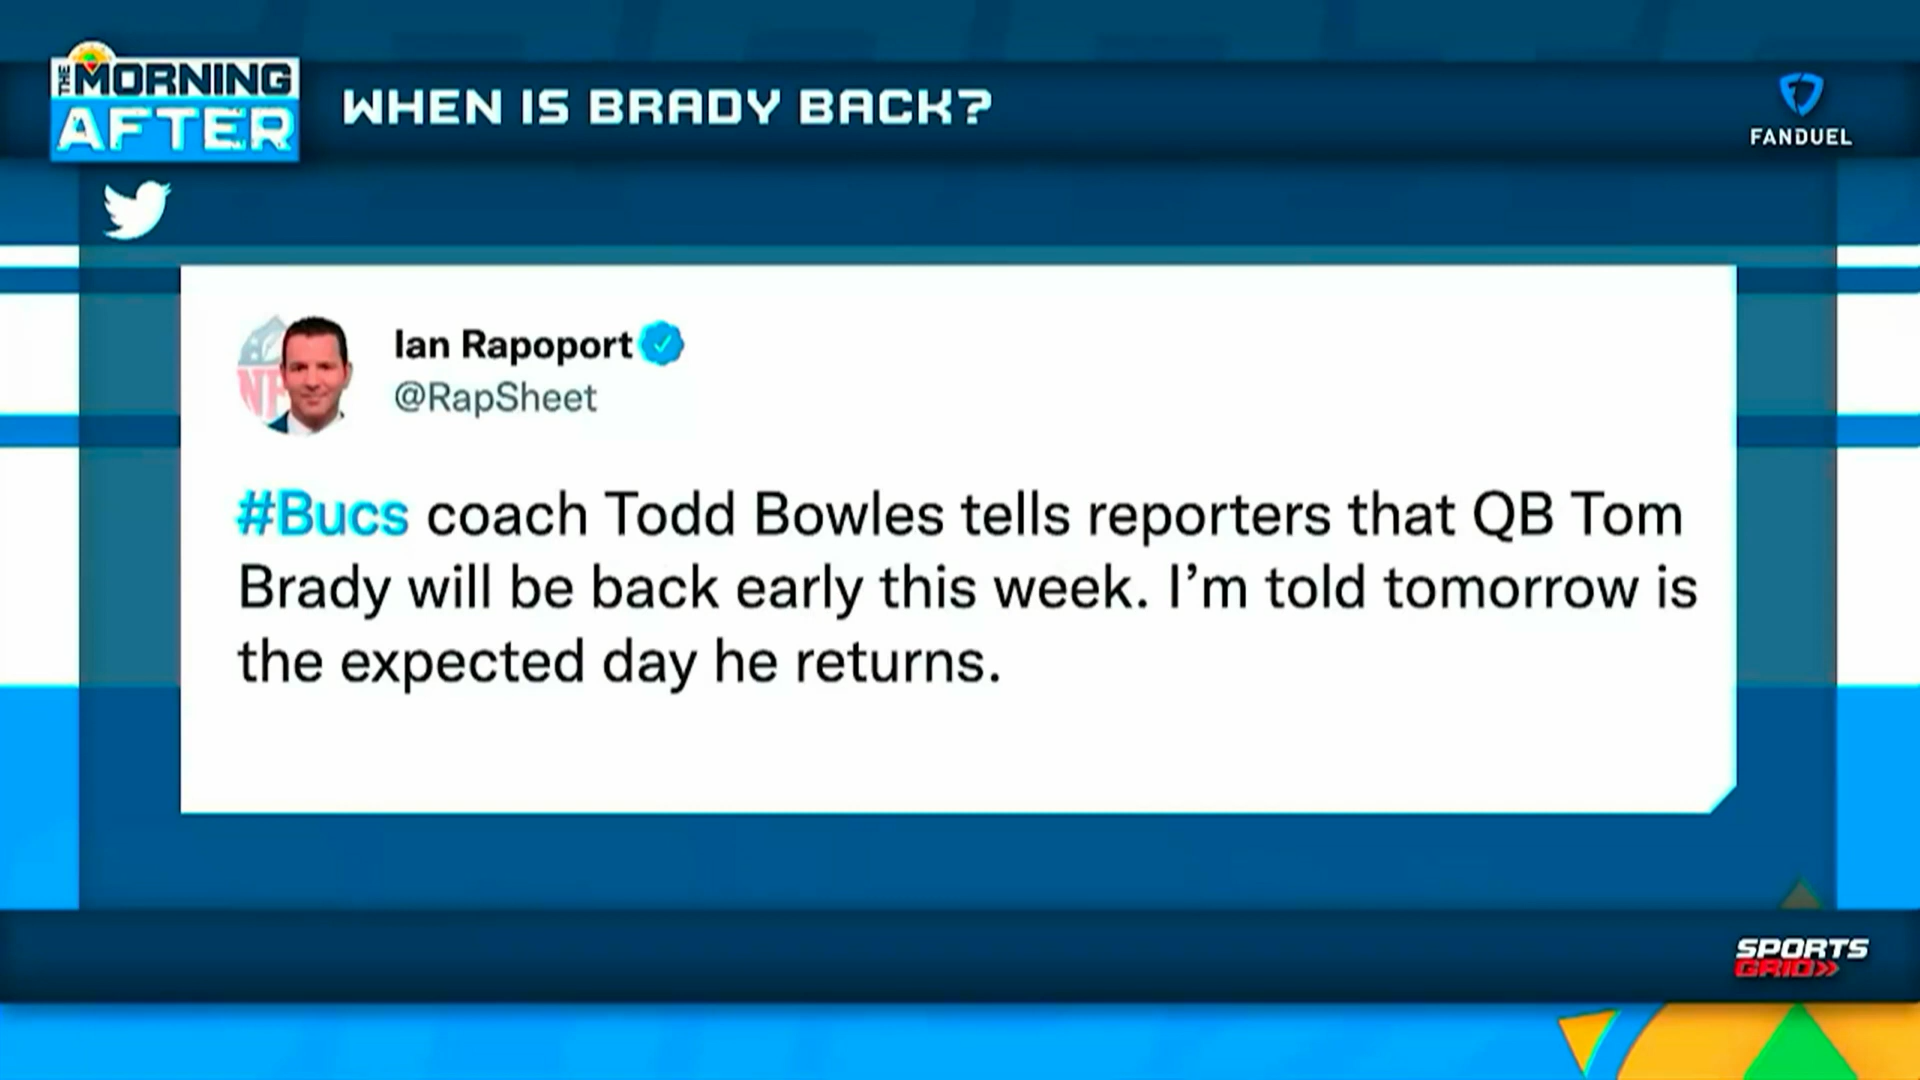 THE
MORNING
AFTER
WHEN IS BRADY BACK?
FANDUEL
NF
Ian Rapoport
@RapSheet
#Bucs coach Todd Bowles tells reporters that QB Tom
Brady will be back early this week. I’m told tomorrow is
the expected day he returns.
SPORTS
GRID